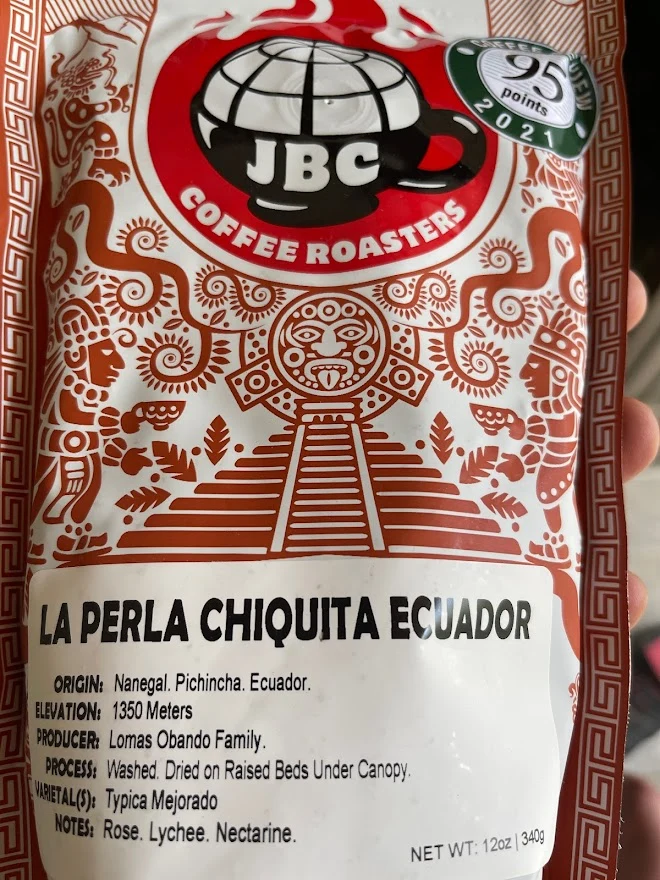 COFFEE REVIEW
95
points
2021
JBC
COFFEE ROASTERS
LA PERLA CHIQUITA ECUADOR
ORIGIN: Nanegal. Pichincha. Ecuador.
ELEVATION: 1350 Meters
PRODUCER: Lomas Obando Family.
PROCESS: Washed. Dried on Raised Beds Under Canopy.
VARIETAL(S): Typica Mejorado
NOTES: Rose. Lychee. Nectarine.
NET WT: 12oz | 340g